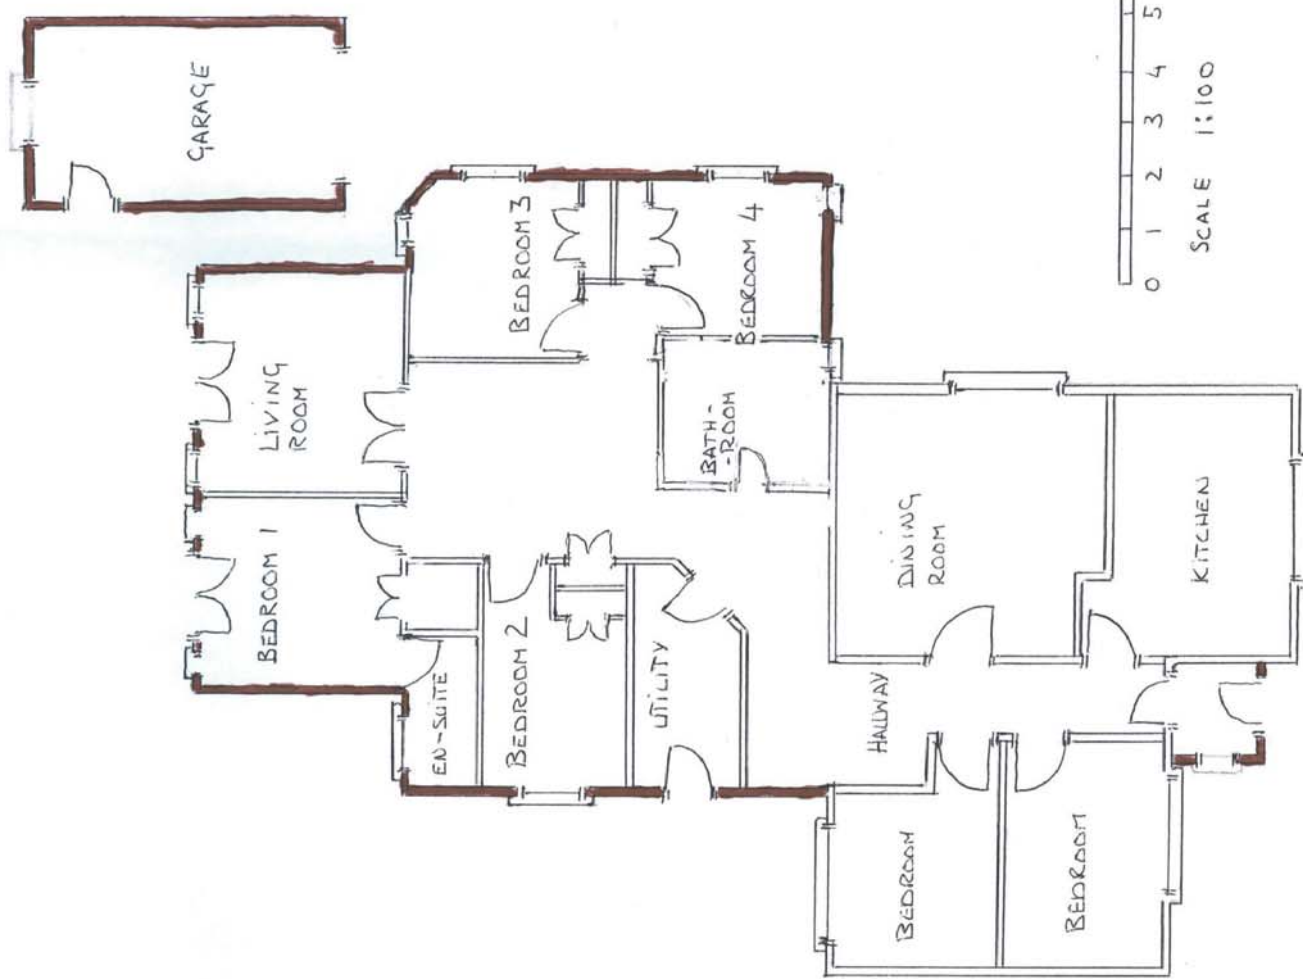 GARAGE
LIVING
ROOM
BEDROOM 1
EN-SUITE
BEDROOM 2
UTILITY
BEDROOM 3
BEDROOM 4
BATH-
-ROOM
HALLWAY
DINING
ROOM
KITCHEN
BEDROOM
BEDROOM
0 1 2 3 4 5
SCALE 1:100